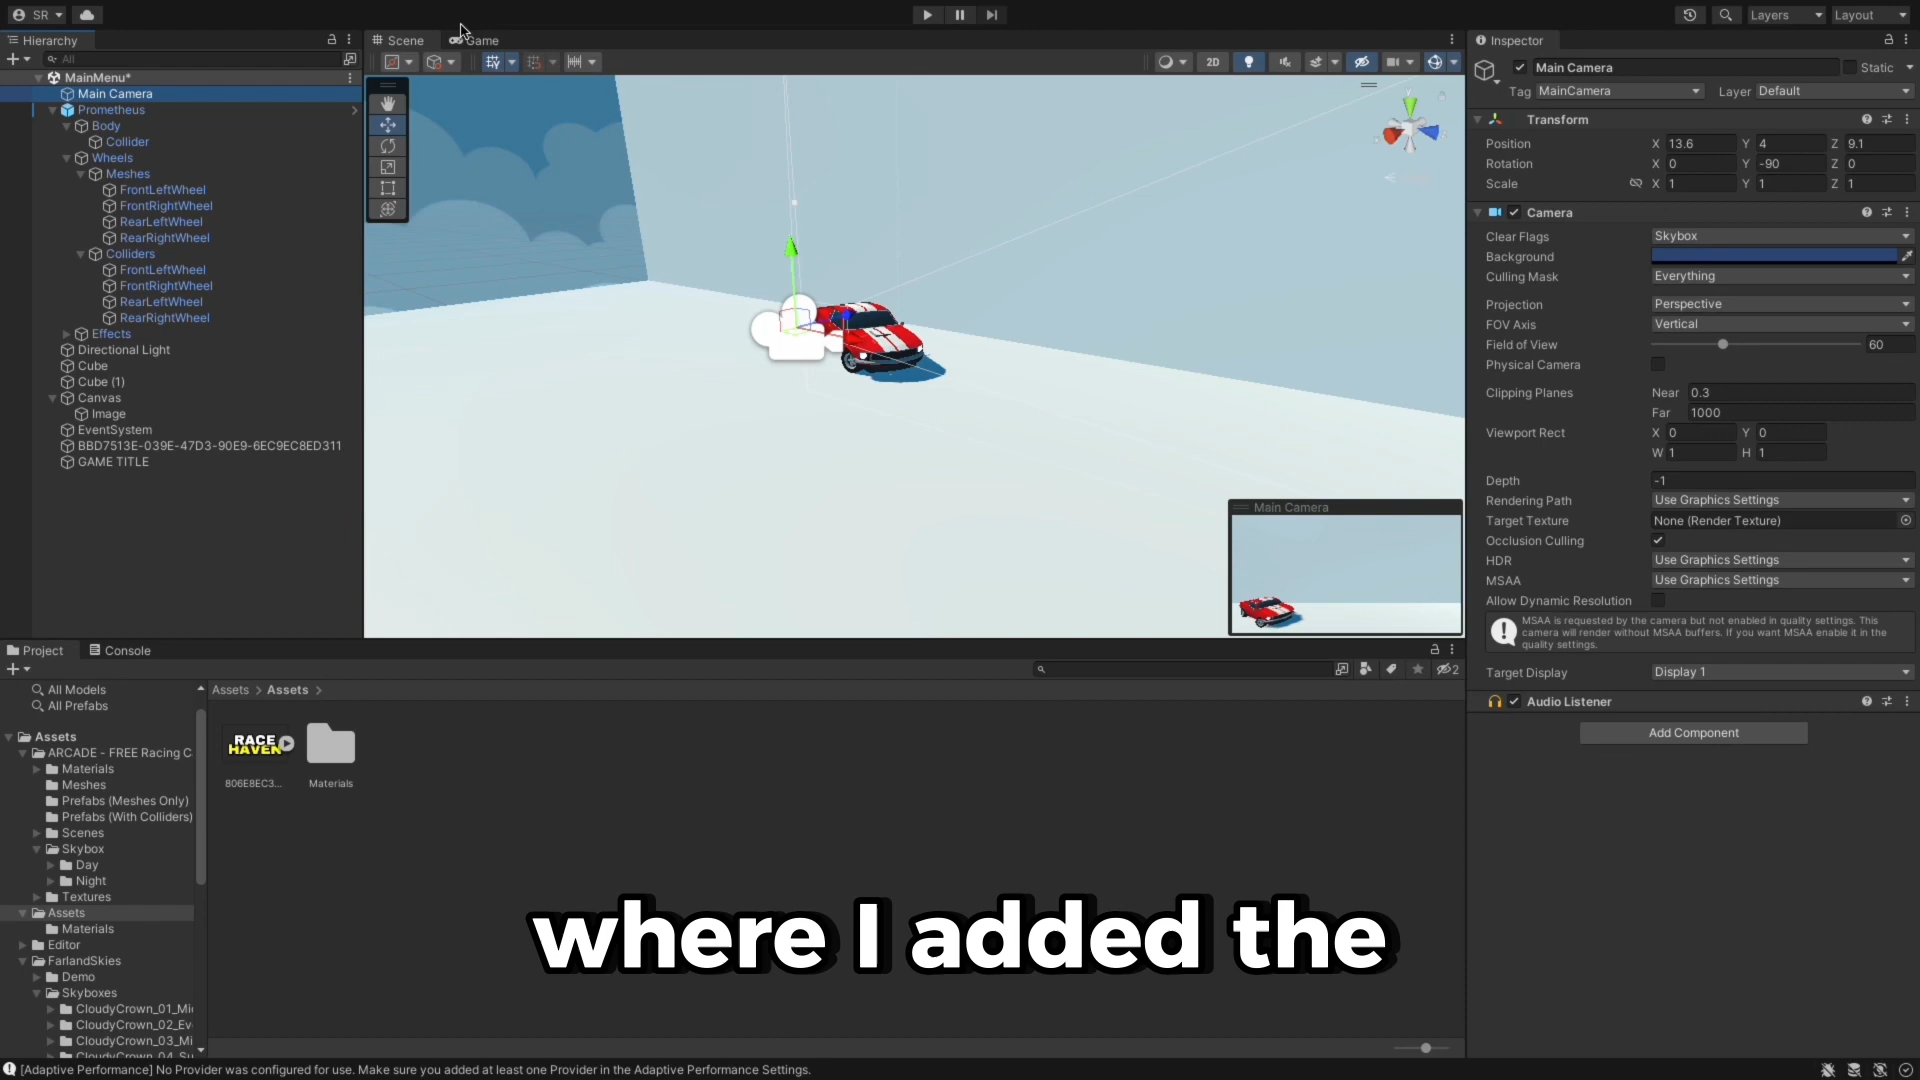 SR
Layers
Layout
Hierarchy
All
MainMenu*
Main Camera
Prometheus
Body
Collider
Wheels
Meshes
FrontLeftWheel
FrontRightWheel
RearLeftWheel
RearRightWheel
Colliders
FrontLeftWheel
FrontRightWheel
RearLeftWheel
RearRightWheel
Effects
Directional Light
Cube
Cube (1)
Canvas
Image
EventSystem
BBD7513E-039E-47D3-90E9-6EC9EC8ED311
GAME TITLE
Scene
Game
2D
y
Main Camera
Inspector
Main Camera
Static
Tag MainCamera Layer Default
Transform
Position X 13.6 Y 4 Z 9.1
Rotation X 0 Y -90 Z 0
Scale X 1 Y 1 Z 1
Camera
Clear Flags Skybox
Background
Culling Mask Everything
Projection Perspective
FOV Axis Vertical
Field of View 60
Physical Camera
Clipping Planes Near 0.3
Far 1000
Viewport Rect X 0 Y 0
W 1 H 1
Depth -1
Rendering Path Use Graphics Settings
Target Texture None (Render Texture)
Occlusion Culling
HDR Use Graphics Settings
MSAA Use Graphics Settings
Allow Dynamic Resolution
MSAA is requested by the camera but not enabled in quality settings. This
camera will render without MSAA buffers. If you want MSAA enable it in the
quality settings.
Target Display Display 1
Audio Listener
Add Component
Project
Console
2
All Models
All Prefabs
Assets
ARCADE - FREE Racing C
Materials
Meshes
Prefabs (Meshes Only)
Prefabs (With Colliders)
Scenes
Skybox
Day
Night
Textures
Assets
Materials
Editor
FarlandSkies
Demo
Skyboxes
CloudyCrown_01_Mi
CloudyCrown_02_Ev
CloudyCrown_03_Mi
CloudyCrown_04_Su
Assets > Assets >
RACE
HAVEN
806E8EC3...
Materials
where I added the
[Adaptive Performance] No Provider was configured for use. Make sure you added at least one Provider in the Adaptive Performance Settings.